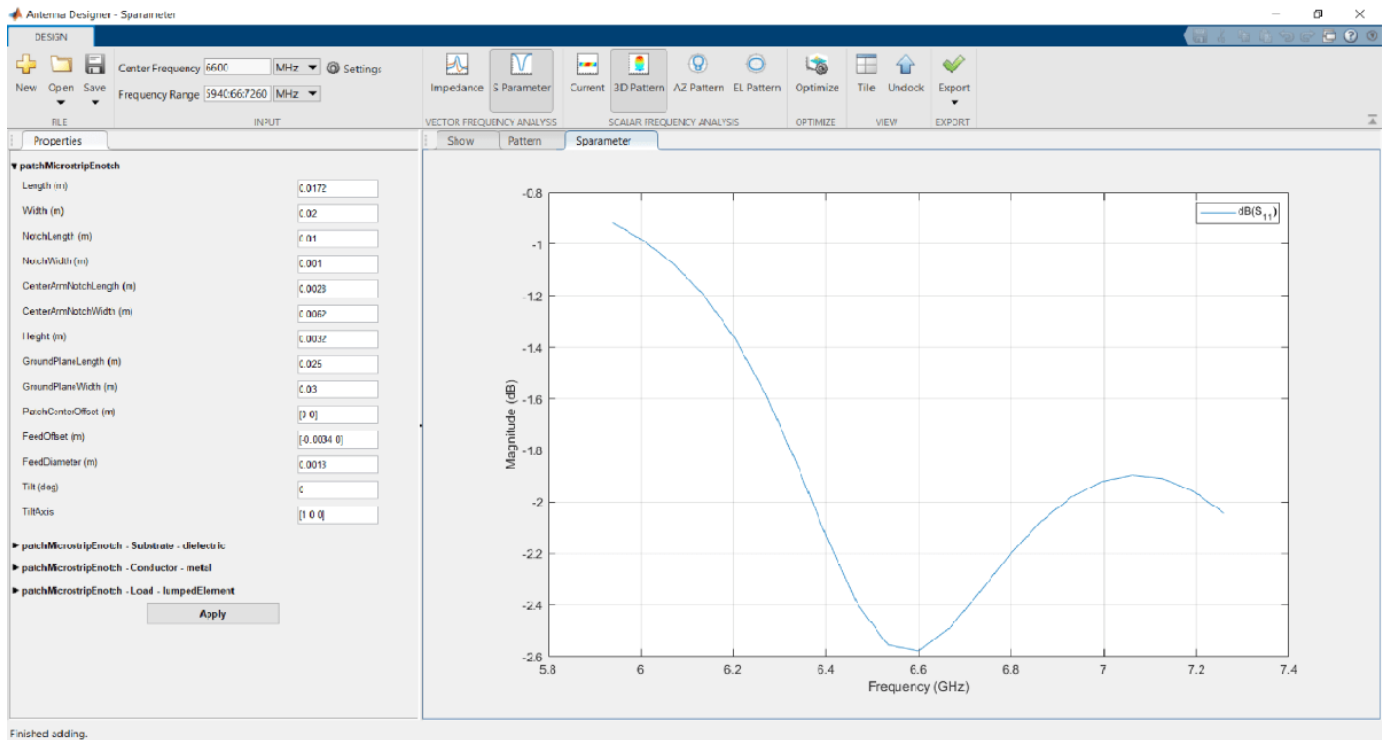 Antenna Designer - Sparameter
DESIGN
New
Open
Save
Center Frequency 6600 MHz
Settings
Frequency Range 5940:66:7260 MHz
Impedance
S Parameter
Current
3D Pattern
AZ Pattern
EL Pattern
Optimize
Tile
Undock
Export
FILE
INPUT
VECTOR FREQUENCY ANALYSIS
SCALAR FREQUENCY ANALYSIS
OPTIMIZE
VIEW
EXPORT
Properties
patchMicrostripEnotch
Length (m) 0.0172
Width (m) 0.02
NotchLength (m) 0.01
NotchWidth (m) 0.001
CenterArmNotchLength (m) 0.0023
CenterArmNotchWidth (m) 0.0062
Height (m) 0.0032
GroundPlaneLength (m) 0.025
GroundPlaneWidth (m) 0.03
PatchCenterOffset (m) [0 0]
FeedOffset (m) [-0.0034 0]
FeedDiameter (m) 0.0013
Tilt (deg) 0
TiltAxis [1 0 0]
patchMicrostripEnotch - Substrate - dielectric
patchMicrostripEnotch - Conductor - metal
patchMicrostripEnotch - Load - lumpedElement
Apply
Show
Pattern
Sparameter
dB(S11)
-0.8
-1
-1.2
-1.4
-1.6
-1.8
-2
-2.2
-2.4
-2.6
Magnitude (dB)
5.8
6
6.2
6.4
6.6
6.8
7
7.2
7.4
Frequency (GHz)
Finished adding.